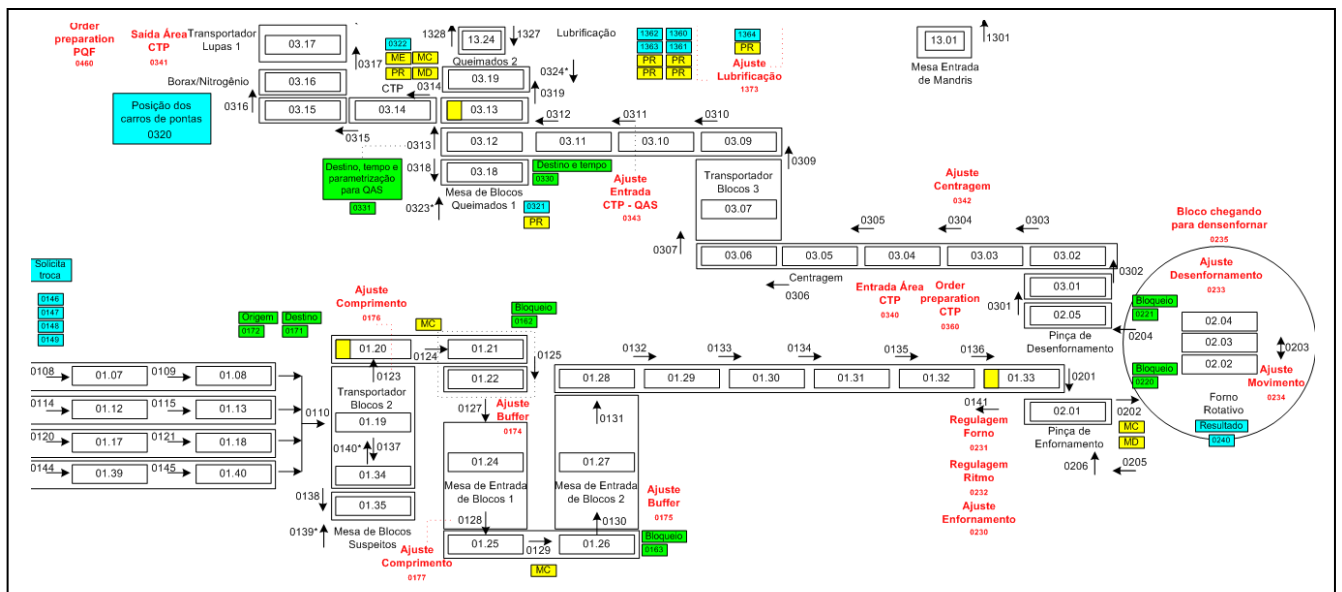 Order
preparation
PQF
0460
Saída Área
CTP
0341
Transportador
Lupas 1
03.17
0317
Borax/Nitrogênio
03.16
0316
03.15
0315
Posição dos
carros de pontas
0320
0322
ME
MC
PR
MD
CTP
0314
03.14
1328
13.24
1327
Queimados 2
03.19
0324*
0319
03.13
0312
0311
0310
Lubrificação
1362
1360
1363
1361
PR
PR
PR
PR
1364
PR
Ajuste
Lubrificação
1373
13.01
1301
Mesa Entrada
de Mandris
0313
03.12
03.11
03.10
03.09
0309
Destino, tempo e
parametrização
para QAS
0331
0318
03.18
Destino e tempo
0330
0323*
Mesa de Blocos
Queimados 1
0321
PR
Ajuste
Entrada
CTP - QAS
0343
Transportador
Blocos 3
03.07
0307
Ajuste
Centragem
0342
0305
0304
0303
03.06
03.05
03.04
03.03
03.02
0302
Centragem
0306
Entrada Área
CTP
0340
Order
preparation
CTP
0360
0301
03.01
02.05
Pinça de
Desenfornamento
Bloco chegando
para densenfornar
0235
Ajuste
Desenfornamento
0233
Bloqueio
0221
0204
02.04
02.03
02.02
0203
Bloqueio
0220
Ajuste
Movimento
0234
Forno
Rotativo
Resultado
0240
Solicita
troca
0146
0147
0148
0149
Origem
0172
Destino
0171
Ajuste
Comprimento
0176
MC
Bloqueio
0162
01.20
0124
01.21
0125
0123
01.22
0108
01.07
0109
01.08
0114
01.12
0115
01.13
0110
0120
01.17
0121
01.18
0144
01.39
0145
01.40
Transportador
Blocos 2
01.19
0140*
0137
01.34
0138
01.35
0139*
Mesa de Blocos
Suspeitos
0127
Ajuste
Buffer
0174
01.24
Mesa de Entrada
de Blocos 1
0128
Ajuste
Comprimento
0177
01.25
0129
01.26
MC
Bloqueio
0163
0132
0133
0134
0135
0136
01.28
01.29
01.30
01.31
01.32
01.33
0131
01.27
Mesa de Entrada
de Blocos 2
0130
Ajuste
Buffer
0175
0141
Regulagem
Forno
0231
Regulagem
Ritmo
0232
Ajuste
Enfornamento
0230
0201
02.01
0202
MC
MD
Pinça de
Enfornamento
0206
0205